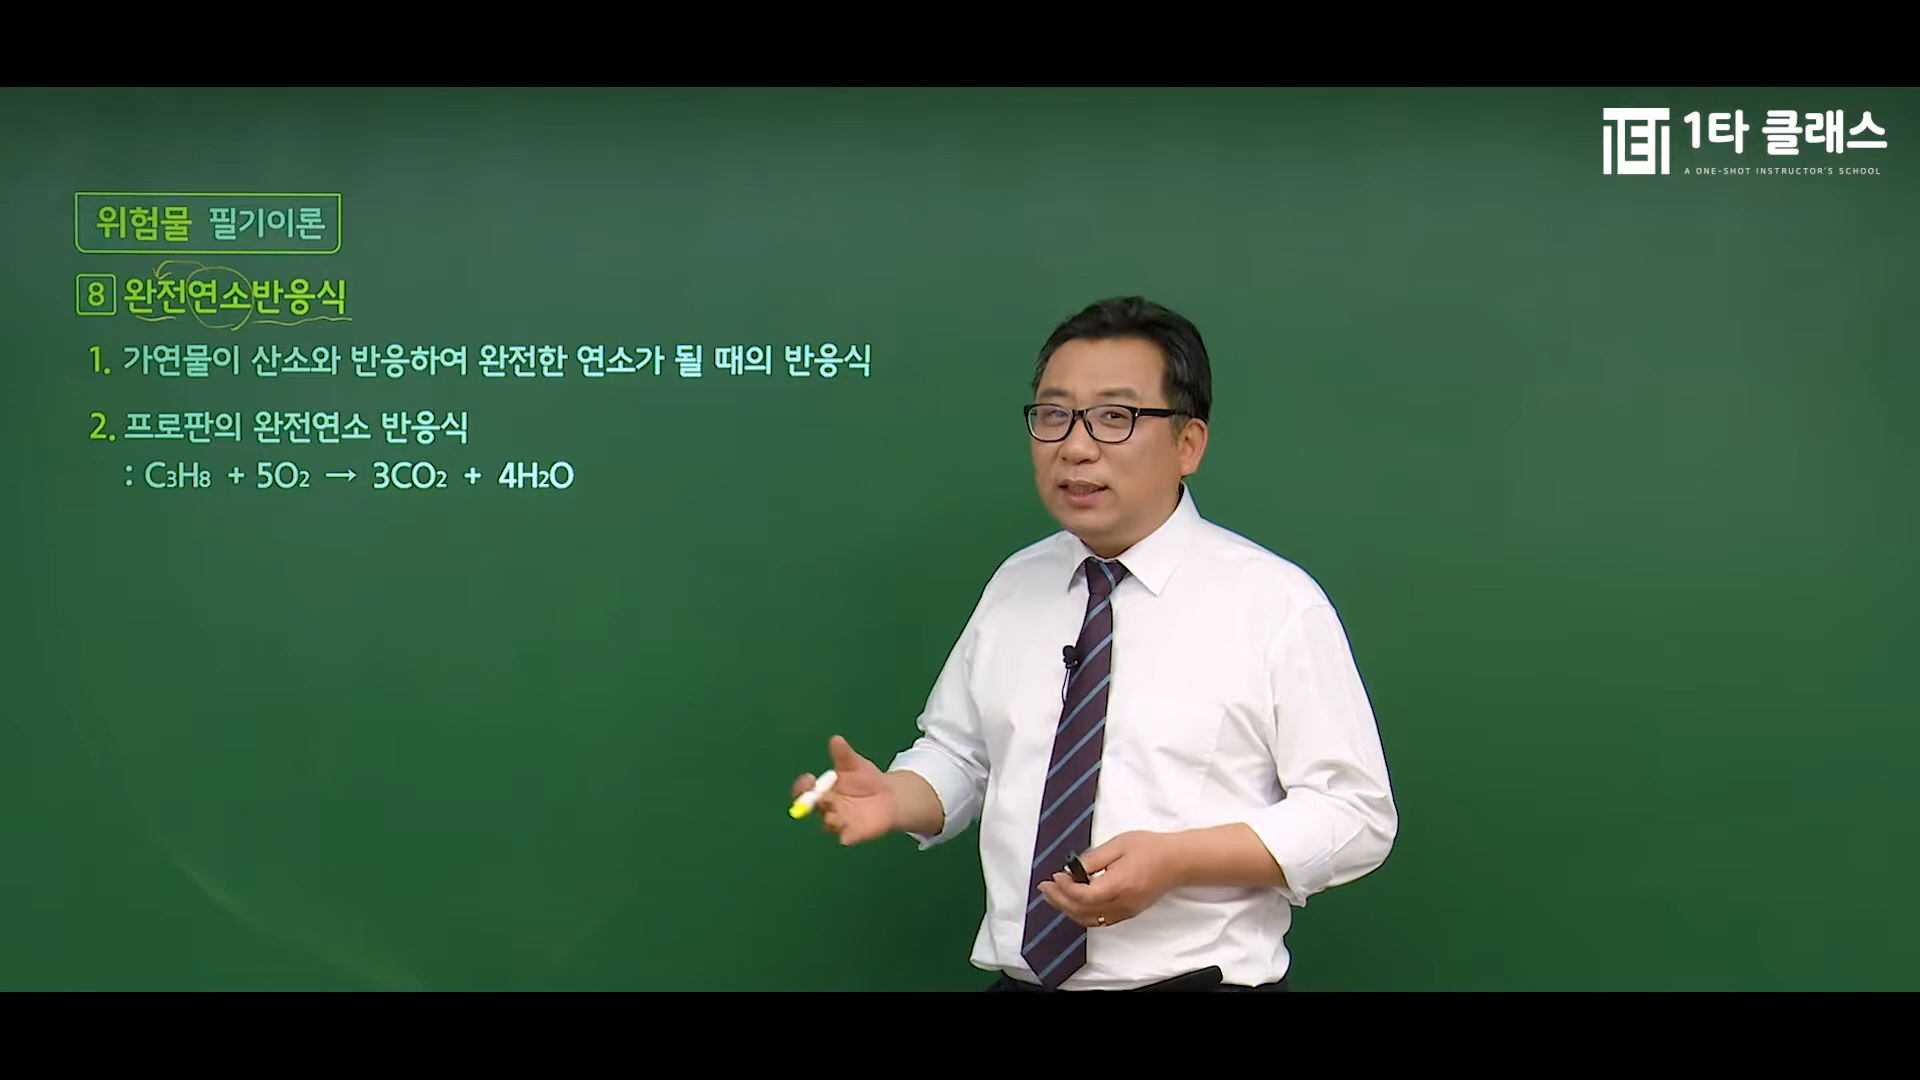 1타 클래스
A ONE-SHOT INSTRUCTOR'S SCHOOL
위험물 필기이론
8 완전연소반응식
1. 가연물이 산소와 반응하여 완전한 연소가 될 때의 반응식
2. 프로판의 완전연소 반응식
: C₃H₈ + 5O₂ → 3CO₂ + 4H₂O